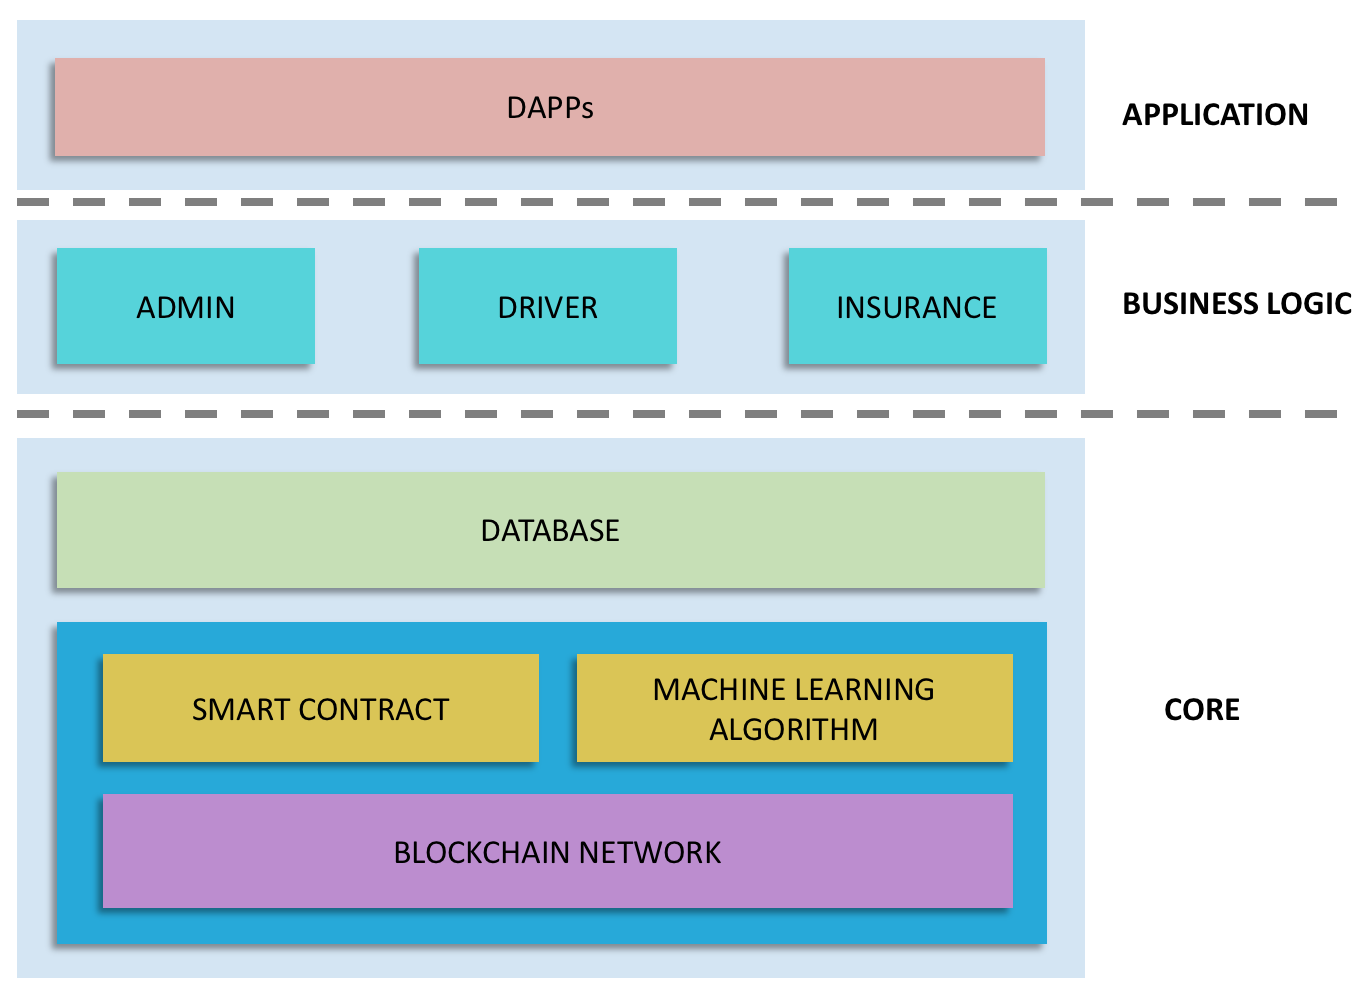 DAPPs
APPLICATION
ADMIN
DRIVER
INSURANCE
BUSINESS LOGIC
DATABASE
SMART CONTRACT
MACHINE LEARNING
ALGORITHM
CORE
BLOCKCHAIN NETWORK